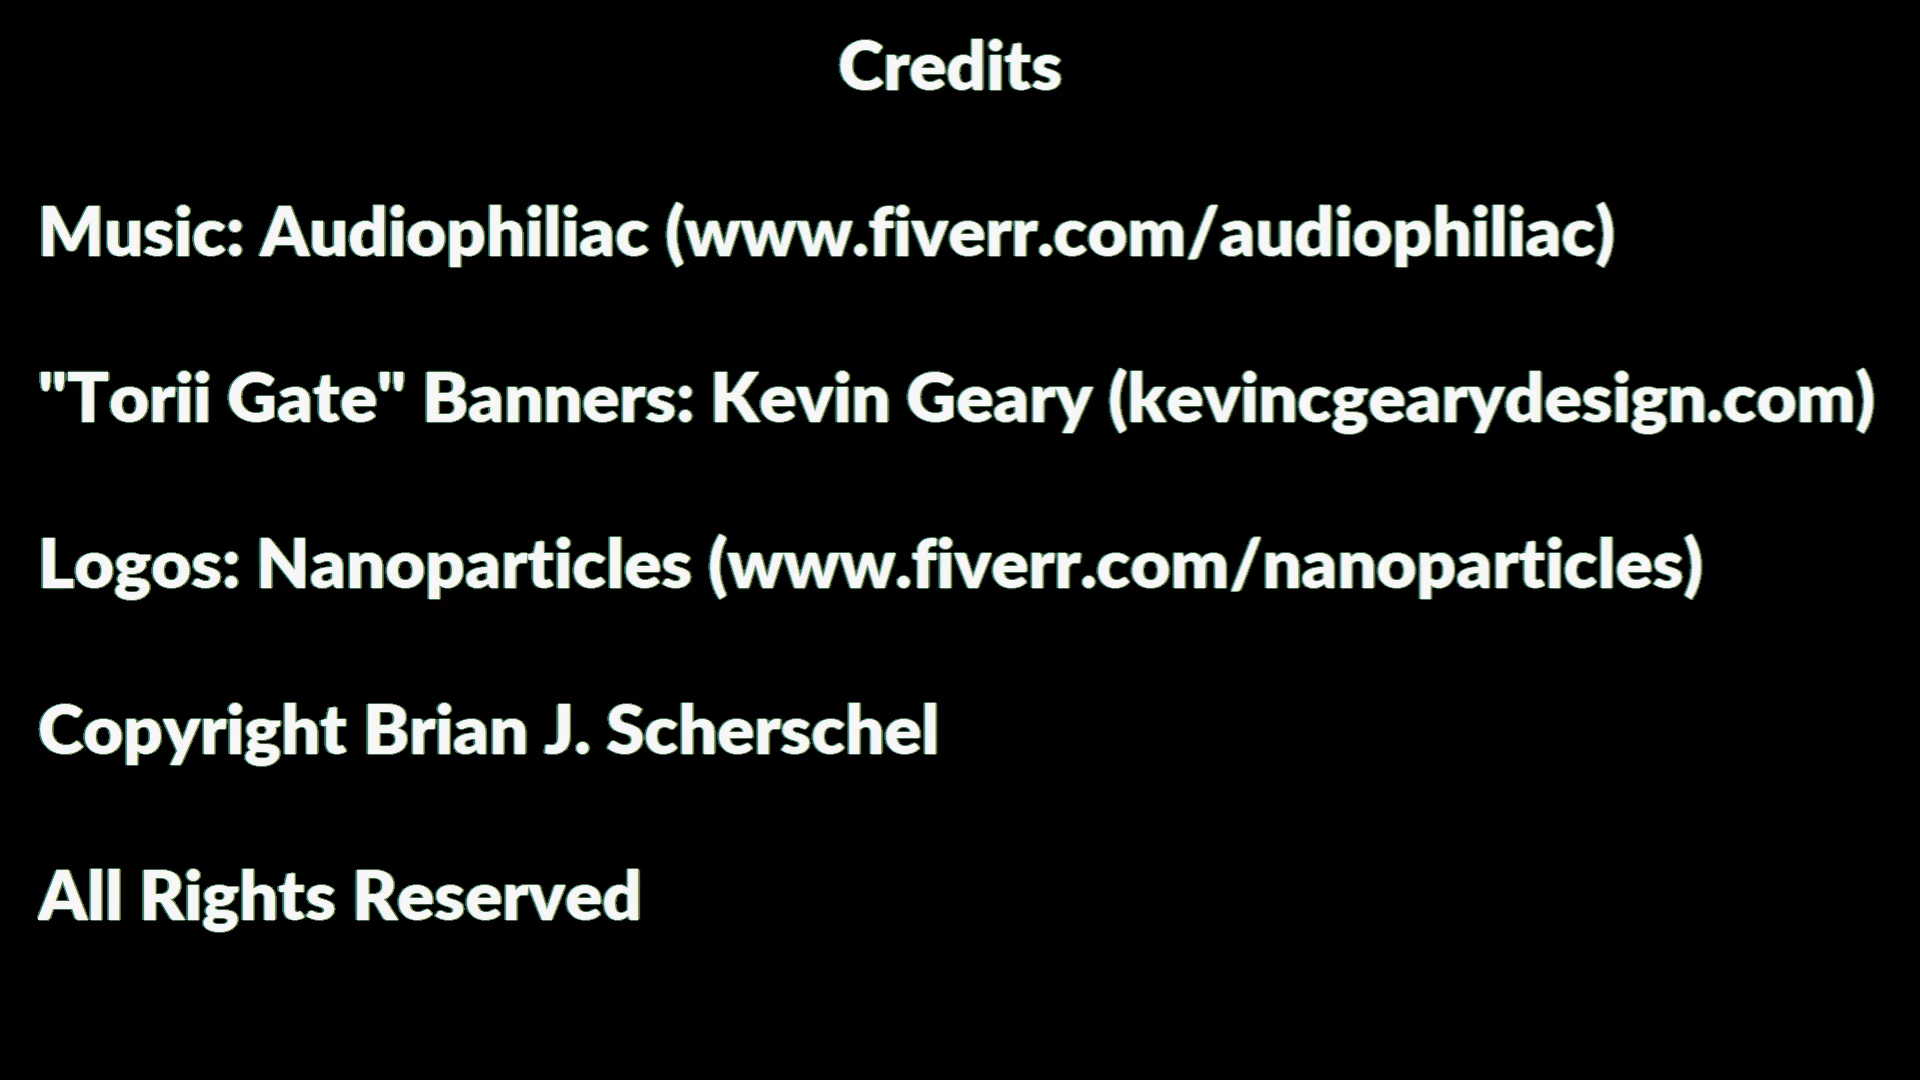 Credits
Music: Audiophiliac (www.fiverr.com/audiophiliac)
"Torii Gate" Banners: Kevin Geary (kevincgearydesign.com)
Logos: Nanoparticles (www.fiverr.com/nanoparticles)
Copyright Brian J. Scherschel
All Rights Reserved